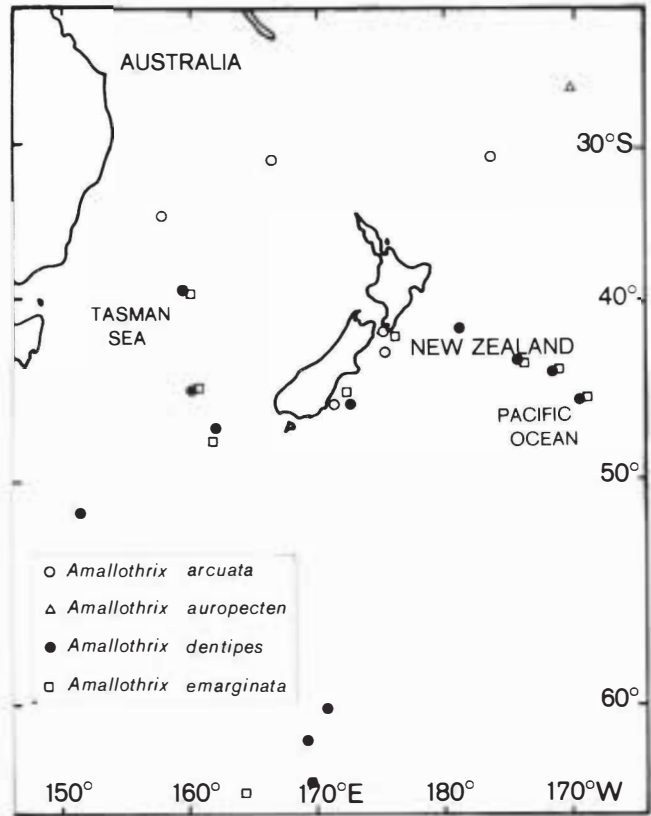 AUSTRALIA
30°S
40°
TASMAN
SEA
NEW ZEALAND
PACIFIC
OCEAN
50°
Amallothrix arcuata
Amallothrix auropecten
Amallothrix dentipes
Amallothrix emarginata
60°
150° 160° 170°E 180° 170°W